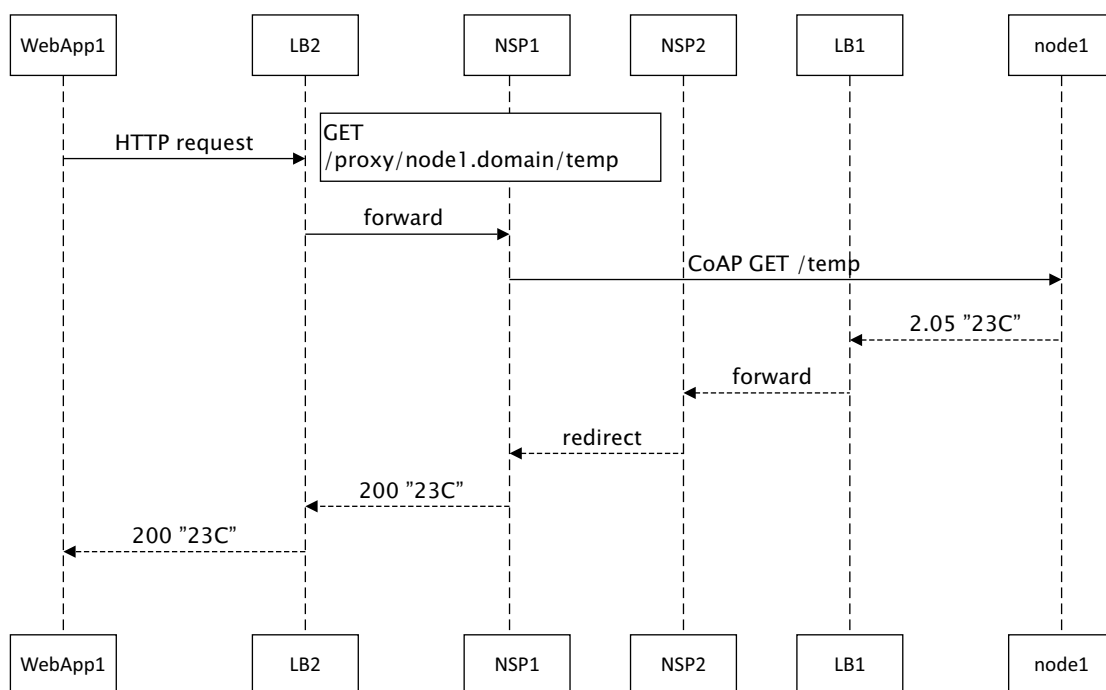 WebApp1
LB2
NSP1
NSP2
LB1
node1
GET
/proxy/node1.domain/temp
HTTP request
forward
CoAP GET /temp
2.05 ”23C”
forward
redirect
200 ”23C”
200 ”23C”
WebApp1
LB2
NSP1
NSP2
LB1
node1